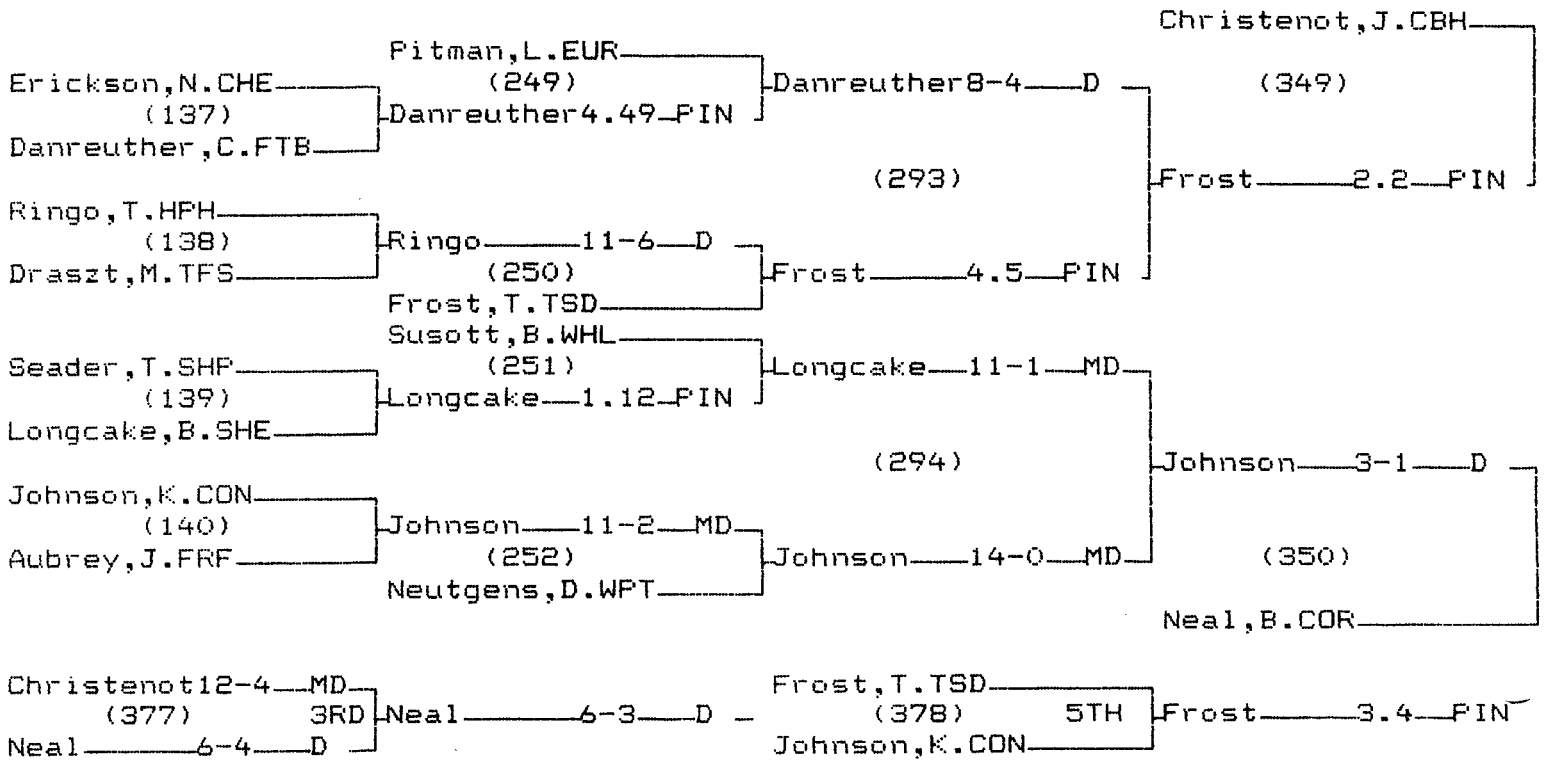 Christenot,J.CBH
Pitman,L.EUR
Erickson,N.CHE (249) Danreuther8-4 D (349)
(137) Danreuther4.49 PIN
Danreuther,C.FTB
(293) Frost 2.2 PIN
Ringo,T.HPH
(138) Ringo 11-6 D
Draszt,M.TFS (250) Frost 4.5 PIN
Frost,T.TSD
Susott,B.WHL
Seader,T.SHP (251) Longcake 11-1 MD
(139) Longcake 1.12 PIN
Longcake,B.SHE
(294) Johnson 3-1 D
Johnson,K.CON
(140) Johnson 11-2 MD
Aubrey,J.FRF (252) Johnson 14-0 MD (350)
Neutgens,D.WPT
Neal,B.COR
Christenot12-4 MD Frost,T.TSD
(377) 3RD Neal 6-3 D (378) 5TH Frost 3.4 PIN
Neal 6-4 D Johnson,K.CON